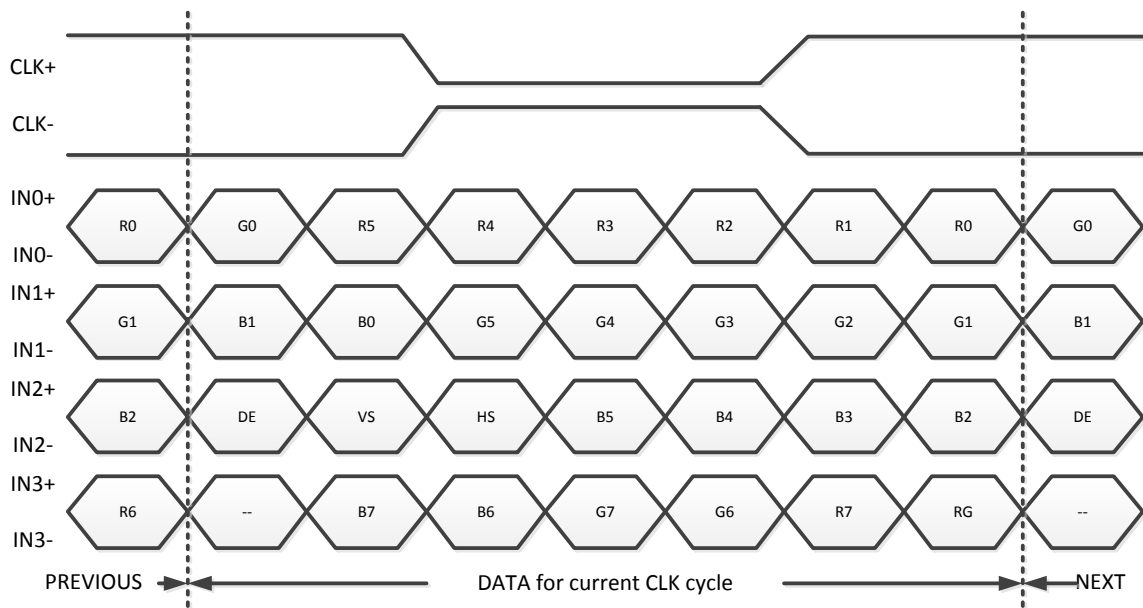 CLK+
CLK-
IN0+
R0 G0 R5 R4 R3 R2 R1 R0 G0
IN0-
IN1+
G1 B1 B0 G5 G4 G3 G2 G1 B1
IN1-
IN2+
B2 DE VS HS B5 B4 B3 B2 DE
IN2-
IN3+
R6 -- B7 B6 G7 G6 R7 RG --
IN3-
PREVIOUS DATA for current CLK cycle NEXT